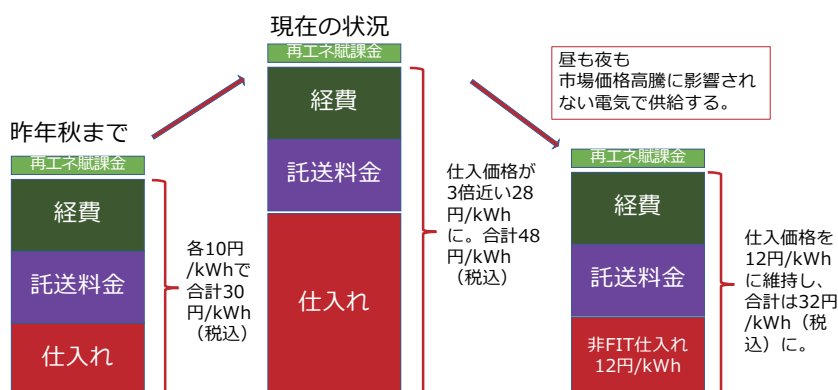 昨年秋まで
再エネ賦課金
経費
託送料金
仕入れ
各10円
/kWhで
合計30
円/kWh
（税込）
現在の状況
再エネ賦課金
経費
託送料金
仕入れ
仕入価格が
3倍近い28
円/kWh
に。合計48
円/kWh
（税込）
昼も夜も
市場価格高騰に影響され
ない電気で供給する。
再エネ賦課金
経費
託送料金
非FIT仕入れ
12円/kWh
仕入価格を
12円/kWh
に維持し、
合計は32円
/kWh（税
込）に。